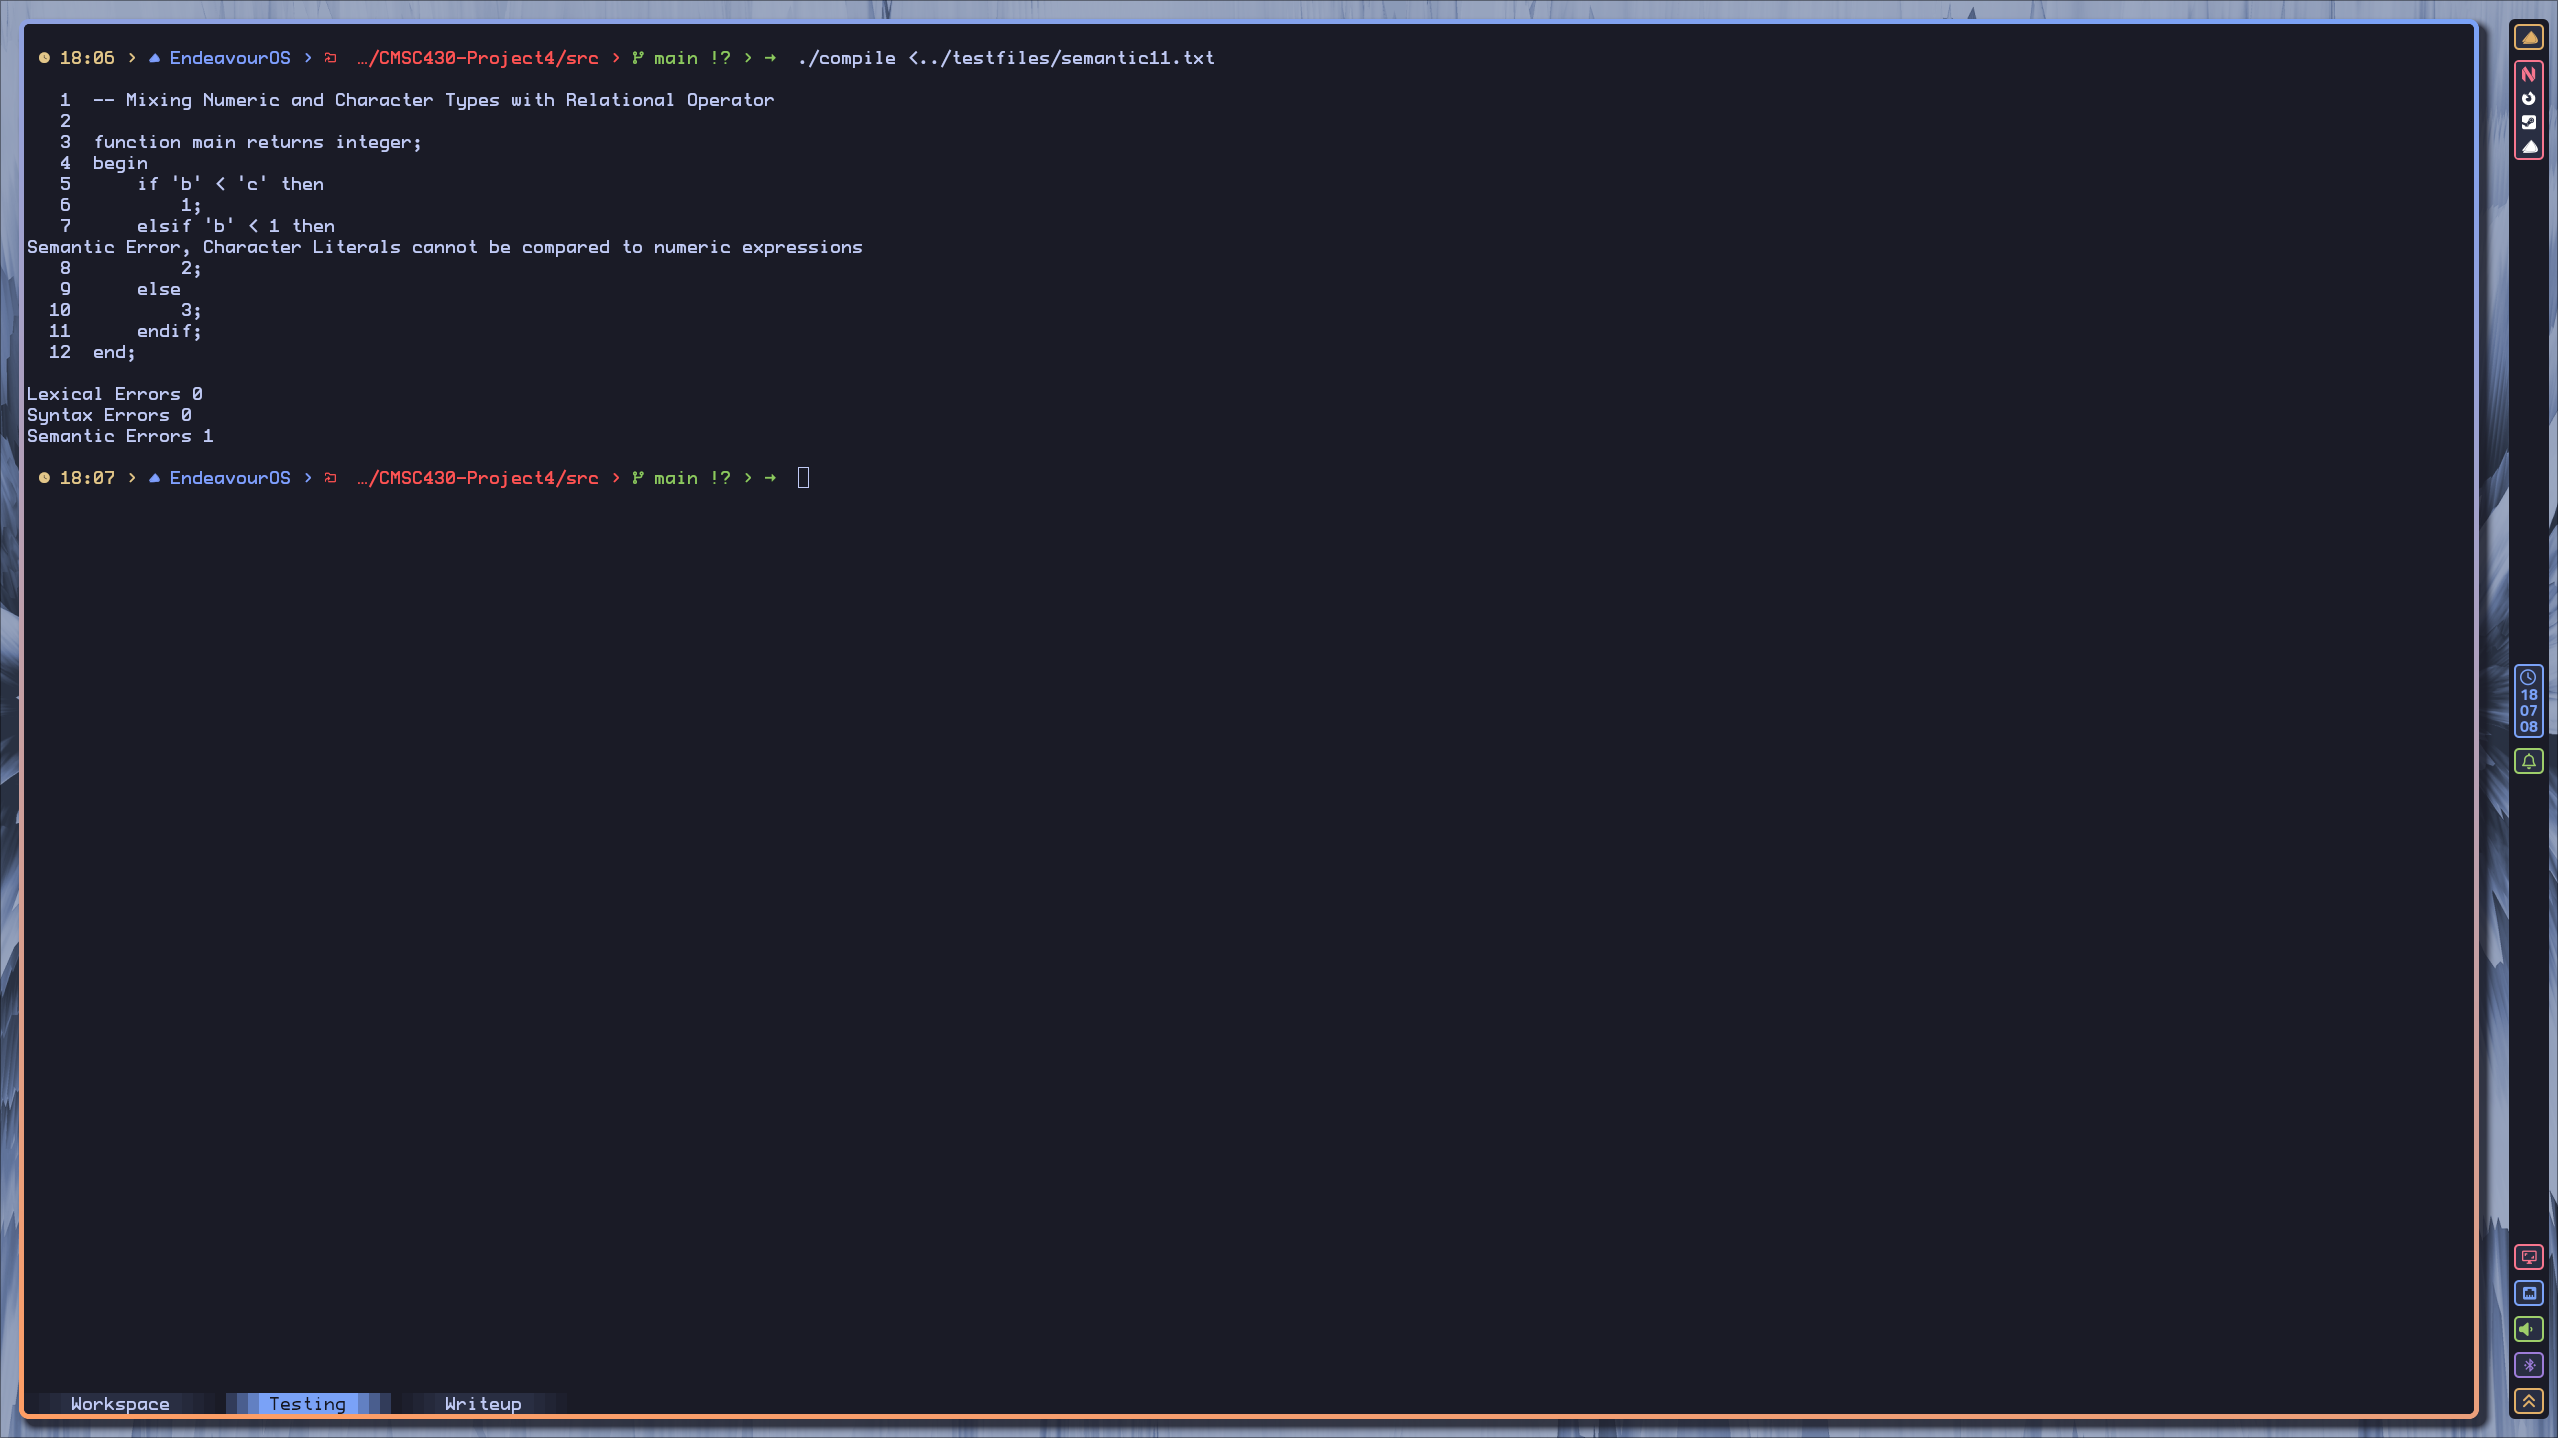 18:06 > EndeavourOS > …/CMSC430-Project4/src > main !? > → ./compile <../testfiles/semantic11.txt
1 -- Mixing Numeric and Character Types with Relational Operator
2
3 function main returns integer;
4 begin
5     if 'b' < 'c' then
6         1;
7     elsif 'b' < 1 then
Semantic Error, Character Literals cannot be compared to numeric expressions
8         2;
9     else
10         3;
11     endif;
12 end;
Lexical Errors 0
Syntax Errors 0
Semantic Errors 1
18:07 > EndeavourOS > …/CMSC430-Project4/src > main !? > →
Workspace Testing Writeup
18
07
08